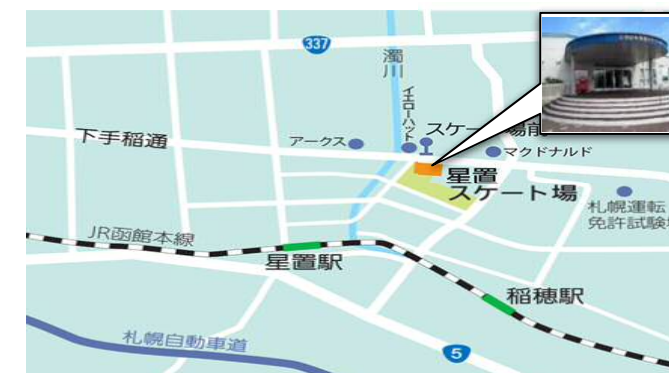 337
濁川
イエローハット
下手稲通
アークス
スケート場前
マクドナルド
星置
スケート場
札幌運転
免許試験場
JR函館本線
星置駅
稲穂駅
札幌自動車道
5